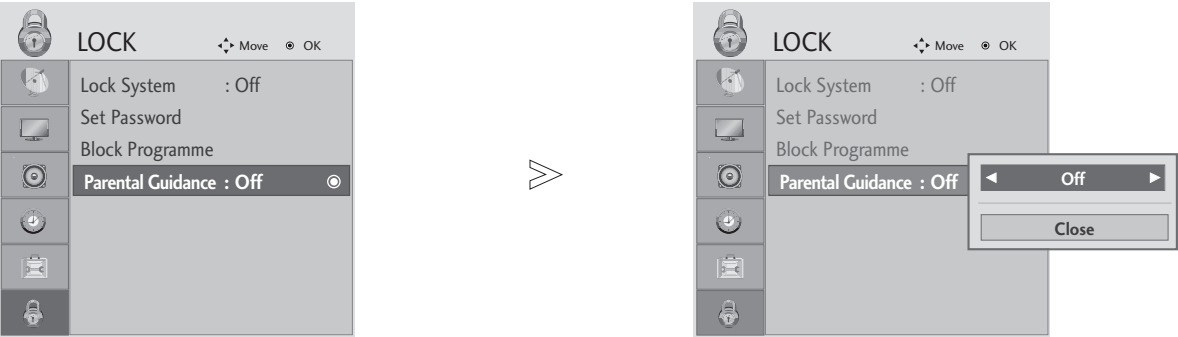 LOCK Move OK
Lock System : Off
Set Password
Block Programme
Parental Guidance : Off
LOCK Move OK
Lock System : Off
Set Password
Block Programme
Parental Guidance : Off
Off
Close